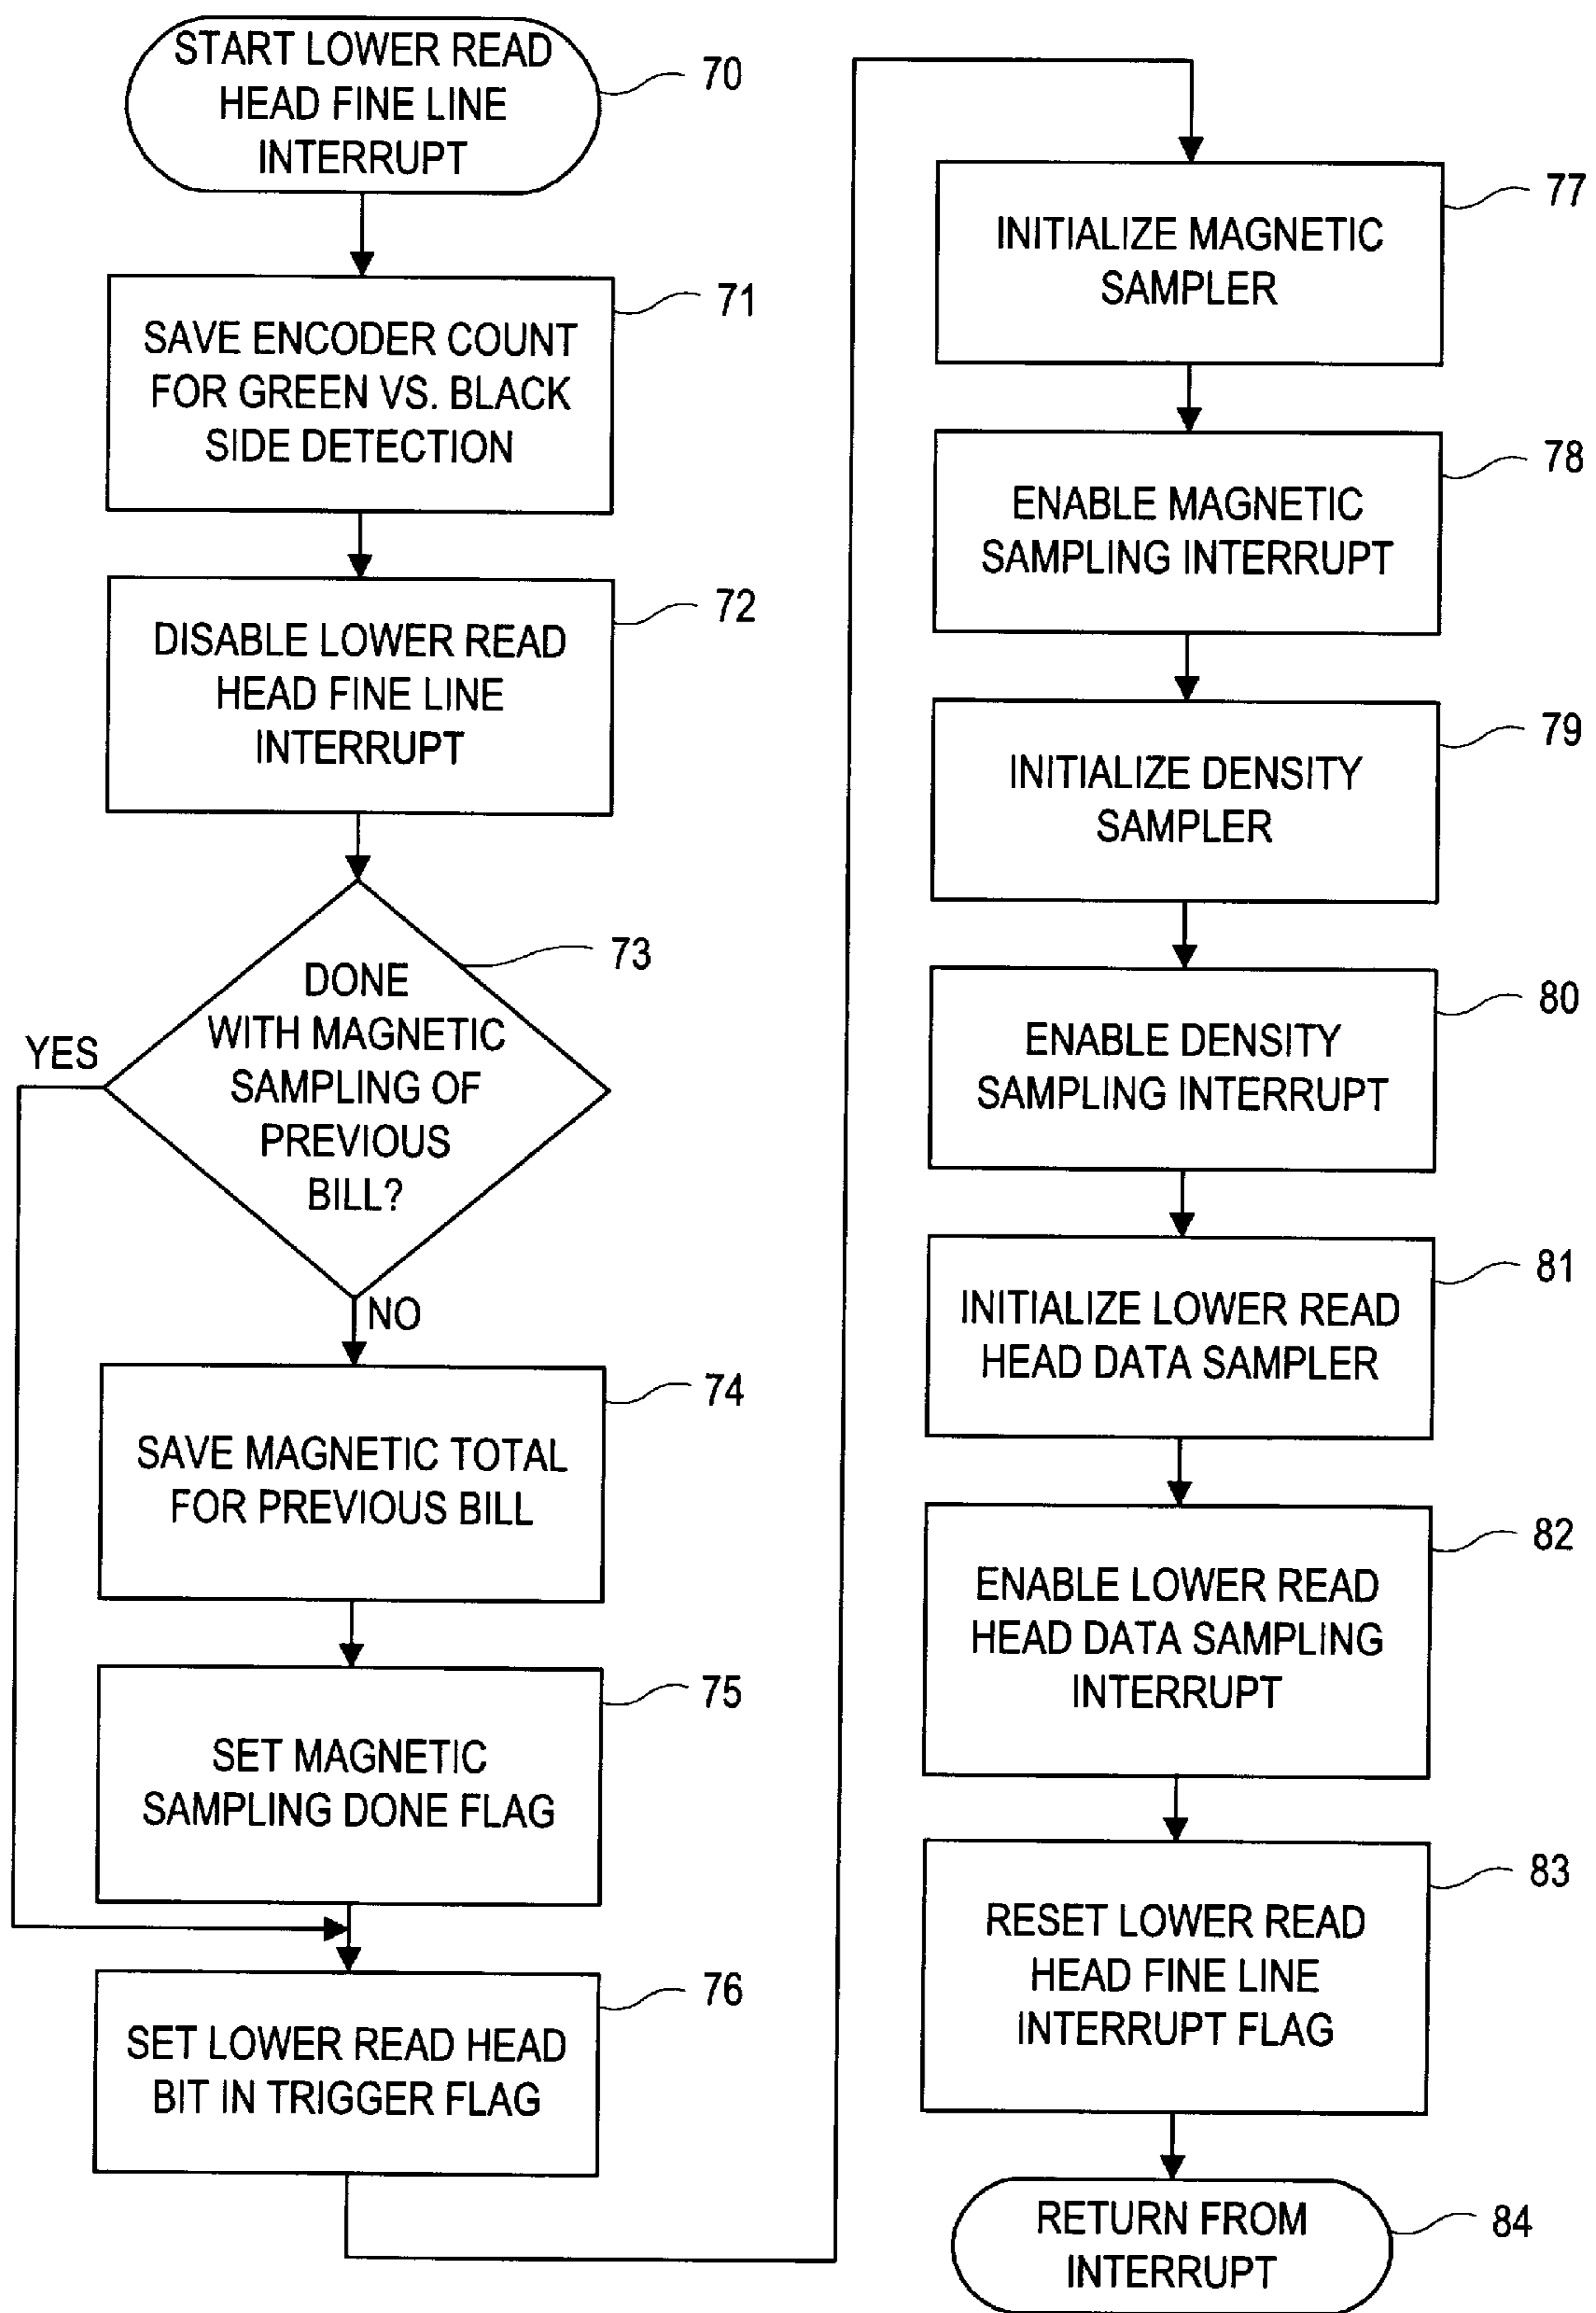 START LOWER READ
HEAD FINE LINE
INTERRUPT
70
SAVE ENCODER COUNT
FOR GREEN VS. BLACK
SIDE DETECTION
71
DISABLE LOWER READ
HEAD FINE LINE
INTERRUPT
72
DONE
WITH MAGNETIC
SAMPLING OF
PREVIOUS
BILL?
73
YES
NO
SAVE MAGNETIC TOTAL
FOR PREVIOUS BILL
74
SET MAGNETIC
SAMPLING DONE FLAG
75
SET LOWER READ HEAD
BIT IN TRIGGER FLAG
76
INITIALIZE MAGNETIC
SAMPLER
77
ENABLE MAGNETIC
SAMPLING INTERRUPT
78
INITIALIZE DENSITY
SAMPLER
79
ENABLE DENSITY
SAMPLING INTERRUPT
80
INITIALIZE LOWER READ
HEAD DATA SAMPLER
81
ENABLE LOWER READ
HEAD DATA SAMPLING
INTERRUPT
82
RESET LOWER READ
HEAD FINE LINE
INTERRUPT FLAG
83
RETURN FROM
INTERRUPT
84